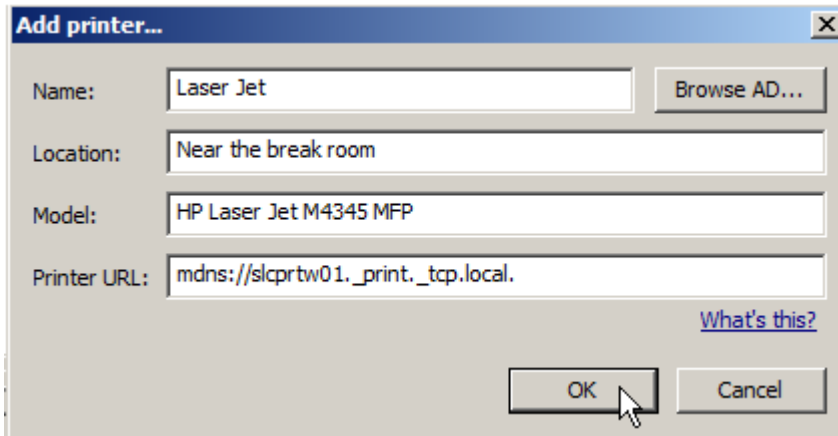 Add printer...
Name: Laser Jet Browse AD...
Location: Near the break room
Model: HP Laser Jet M4345 MFP
Printer URL: mdns://slcprtw01._print._tcp.local.
What's this?
OK Cancel